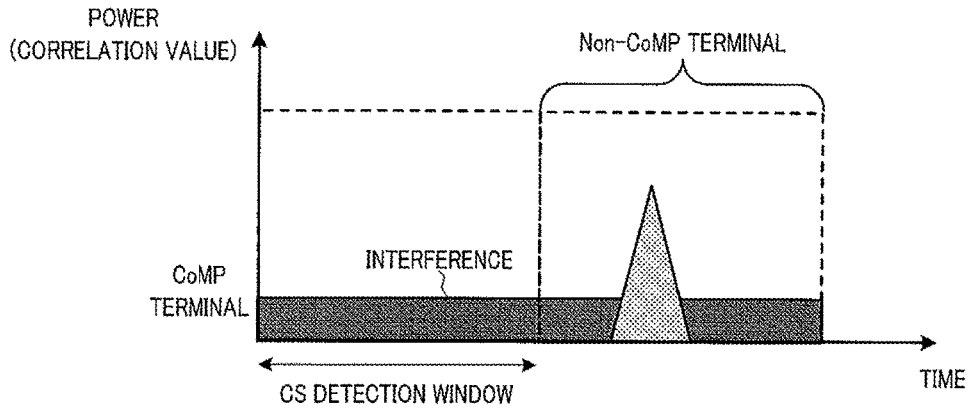 POWER
(CORRELATION VALUE)
Non-CoMP TERMINAL
INTERFERENCE
CoMP
TERMINAL
CS DETECTION WINDOW
TIME